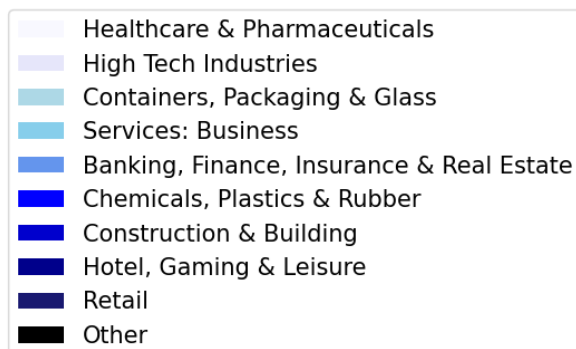 Healthcare & Pharmaceuticals
High Tech Industries
Containers, Packaging & Glass
Services: Business
Banking, Finance, Insurance & Real Estate
Chemicals, Plastics & Rubber
Construction & Building
Hotel, Gaming & Leisure
Retail
Other